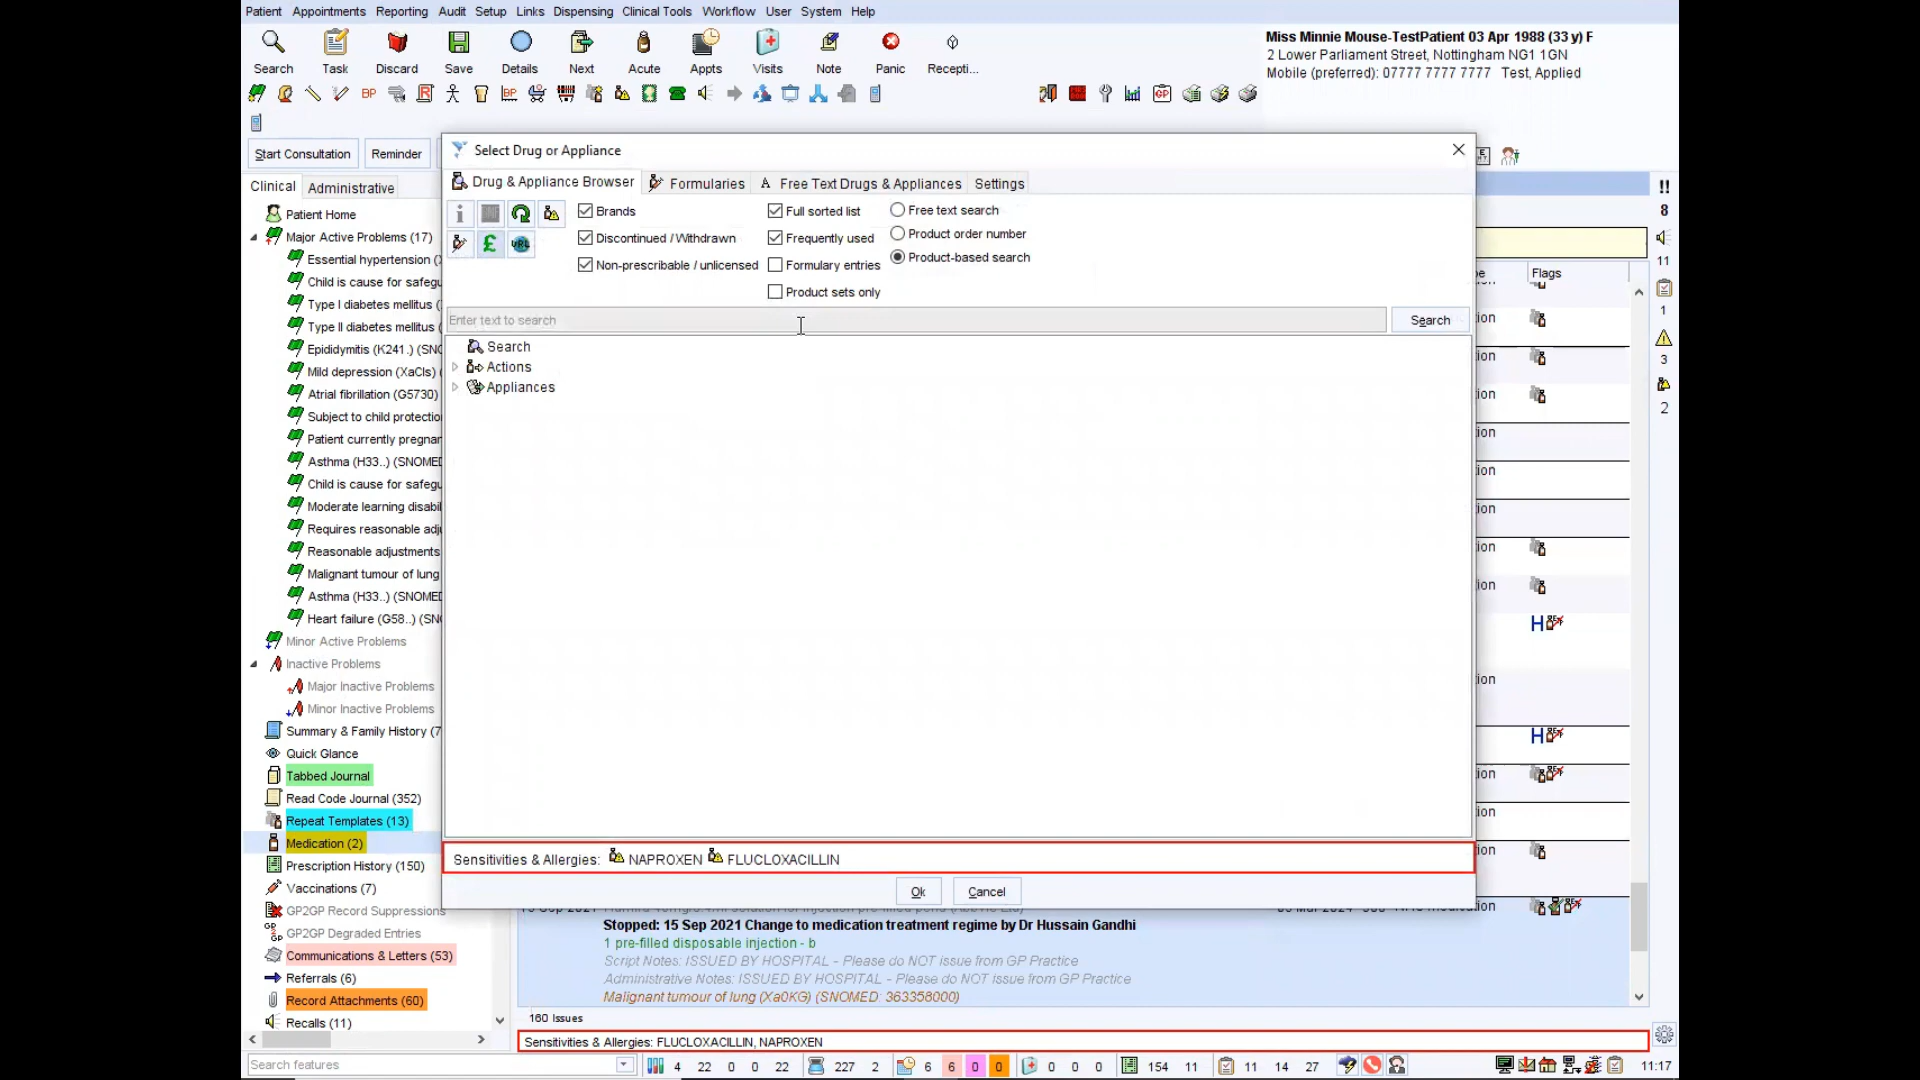 Patient Appointments Reporting Audit Setup Links Dispensing Clinical Tools Workflow User System Help
Search Task Discard Save Details Next Acute Appts Visits Note Panic Recepti...
Miss Minnie Mouse-TestPatient 03 Apr 1988 (33 y) F
2 Lower Parliament Street, Nottingham NG1 1GN
Mobile (preferred): 07777 7777 7777 Test, Applied
Start Consultation Reminder
Clinical Administrative
Patient Home
Major Active Problems (17)
Essential hypertension (
Child is cause for safegu
Type I diabetes mellitus (
Type II diabetes mellitus
Epididymitis (K241.) (SNO
Mild depression (XaCIs) (
Atrial fibrillation (G5730)
Subject to child protectio
Patient currently pregnan
Asthma (H33..) (SNOMED
Child is cause for safegu
Moderate learning disabil
Requires reasonable adju
Reasonable adjustments
Malignant tumour of lung
Asthma (H33..) (SNOMED
Heart failure (G58..) (SN
Minor Active Problems
Inactive Problems
Major Inactive Problems
Minor Inactive Problems
Summary & Family History (7
Quick Glance
Tabbed Journal
Read Code Journal (352)
Repeat Templates (13)
Medication (2)
Prescription History (150)
Vaccinations (7)
GP2GP Record Suppressions
GP2GP Degraded Entries
Communications & Letters (53)
Referrals (6)
Record Attachments (60)
Recalls (11)
Search features
Select Drug or Appliance
Drug & Appliance Browser Formularies Free Text Drugs & Appliances Settings
Brands Full sorted list Free text search
Discontinued / Withdrawn Frequently used Product order number
Non-prescribable / unlicensed Formulary entries Product-based search
Product sets only
Enter text to search Search
Search
Actions
Appliances
Sensitivities & Allergies: NAPROXEN FLUCLOXACILLIN
Ok Cancel
Flags
!!
8
11
1
3
2
Stopped: 15 Sep 2021 Change to medication treatment regime by Dr Hussain Gandhi
1 pre-filled disposable injection - b
Script Notes: ISSUED BY HOSPITAL - Please do NOT issue from GP Practice
Administrative Notes: ISSUED BY HOSPITAL - Please do NOT issue from GP Practice
Malignant tumour of lung (Xa0KG) (SNOMED: 363358000)
160 Issues
Sensitivities & Allergies: FLUCLOXACILLIN, NAPROXEN
4 22 0 0 22 227 2 6 6 0 0 0 0 0 154 11 11 14 27 11:17